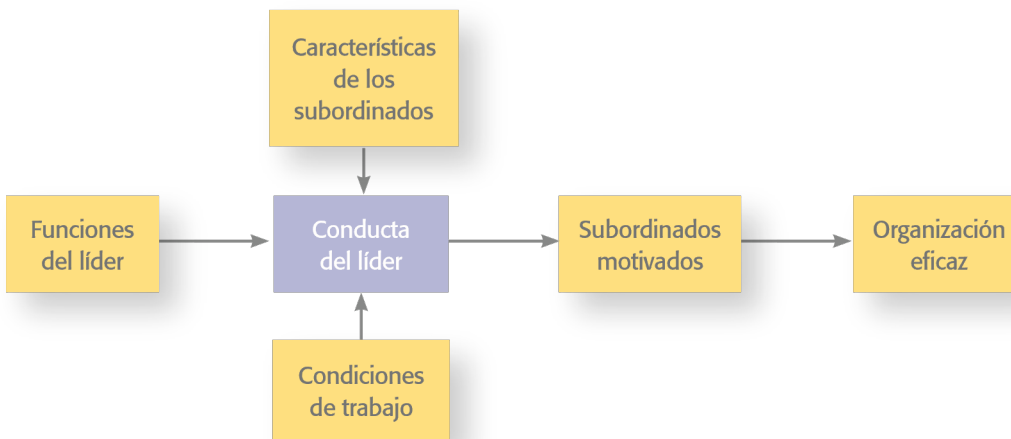 Características
de los
subordinados
Funciones
del líder
Conducta
del líder
Subordinados
motivados
Organización
eficaz
Condiciones
de trabajo